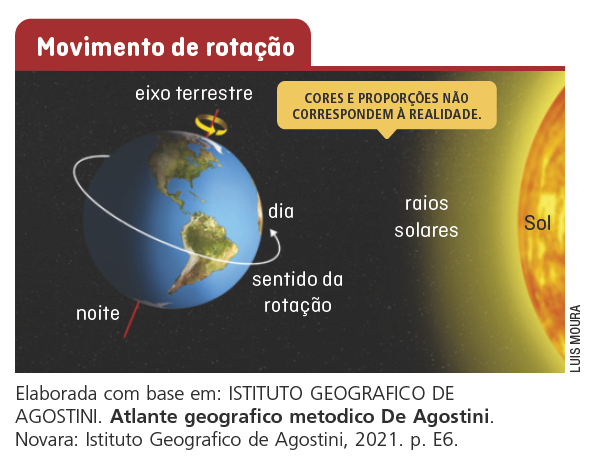 Movimento de rotação
eixo terrestre
CORES E PROPORÇÕES NÃO
CORRESPONDEM À REALIDADE.
dia
raios
solares
Sol
sentido da
rotação
noite
LUIS MOURA
Elaborada com base em: ISTITUTO GEOGRAFICO DE
AGOSTINI. Atlante geografico metodico De Agostini.
Novara: Istituto Geografico de Agostini, 2021. p. E6.